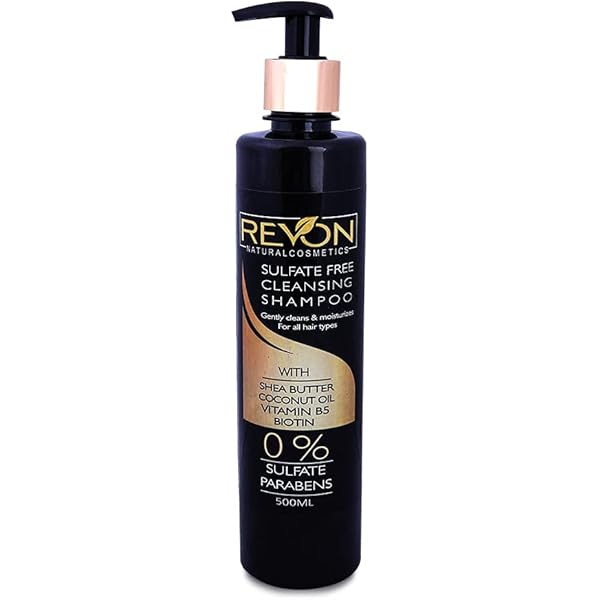 REVON
NATURALCOSMETICS
SULFATE FREE
CLEANSING
SHAMPOO
Gently cleans & moisturizes
For all hair types
WITH
SHEA BUTTER
COCONUT OIL
VITAMIN B5
BIOTIN
0 %
SULFATE
PARABENS
500ML